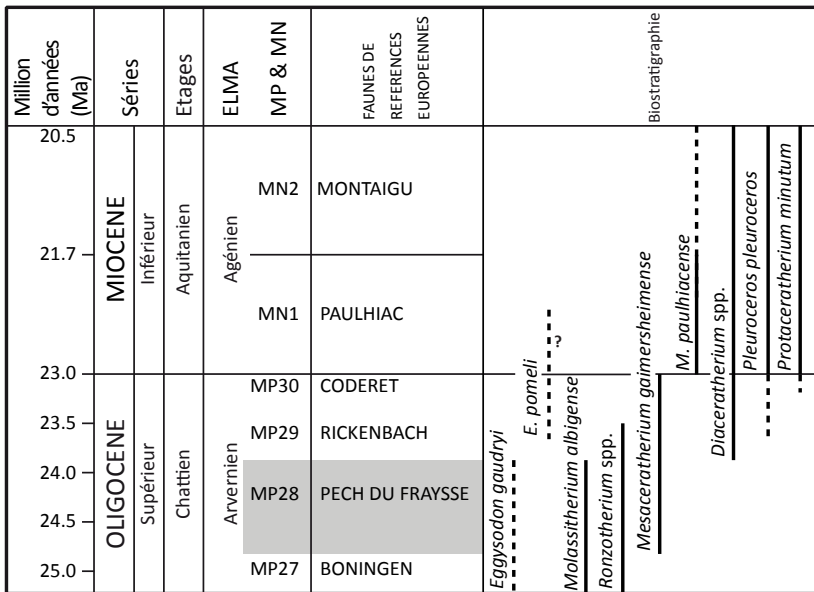 Million
d'années
(Ma)
Séries
Etages
ELMA
MP & MN
FAUNES DE
REFERENCES
EUROPEENNES
Biostratigraphie
20.5
21.7
23.0
23.5
24.0
24.5
25.0
MIOCENE
OLIGOCENE
Inférieur
Supérieur
Aquitanien
Chattien
Agénien
Arvernien
MN2 MONTAIGU
MN1 PAULHIAC
MP30 CODERET
MP29 RICKENBACH
MP28 PECH DU FRAYSSE
MP27 BONINGEN
Eggysodon gaudryi
E. pomeli
?
Molassitherium albigense
Ronzotherium spp.
Mesaceratherium gaimersheimense
M. paulhiacense
Diaceratherium spp.
Pleuroceros pleuroceros
Protaceratherium minutum